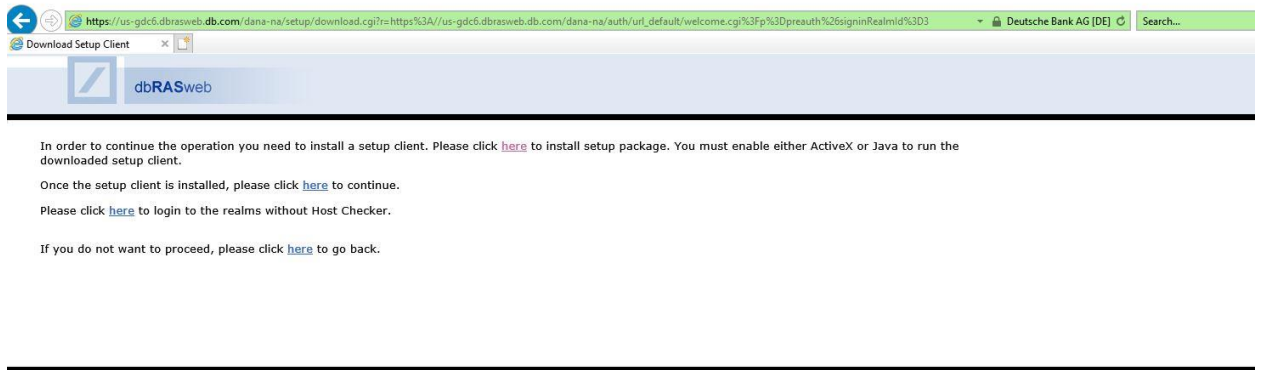 https://us-gdc6.dbrasweb.db.com/dana-na/setup/download.cgi?r=https%3A//us-gdc6.dbrasweb.db.com/dana-na/auth/url_default/welcome.cgi%3Fp%3Dpreauth%26signinRealmId%3D3 Deutsche Bank AG [DE] Search...
Download Setup Client
dbRASweb
In order to continue the operation you need to install a setup client. Please click here to install setup package. You must enable either ActiveX or Java to run the
downloaded setup client.
Once the setup client is installed, please click here to continue.
Please click here to login to the realms without Host Checker.
If you do not want to proceed, please click here to go back.